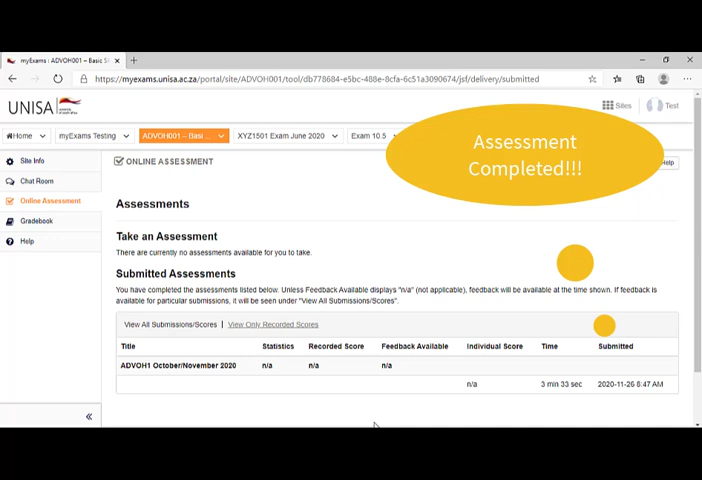 myExams : ADVOH001 – Basic S
https://myexams.unisa.ac.za/portal/site/ADVOH001/tool/db778684-e5bc-488e-8cfa-6c51a3090674/jsf/delivery/submitted
UNISA
Sites
Test
Home
myExams Testing
ADVOH001 – Basi ...
XYZ1501 Exam June 2020
Exam 10.5
Assessment
Completed!!!
Site Info
Chat Room
Online Assessment
Gradebook
Help
ONLINE ASSESSMENT
Help
Assessments
Take an Assessment
There are currently no assessments available for you to take.
Submitted Assessments
You have completed the assessments listed below. Unless Feedback Available displays "n/a" (not applicable), feedback will be available at the time shown. If feedback is
available for particular submissions, it will be seen under "View All Submissions/Scores".
View All Submissions/Scores | View Only Recorded Scores
Title Statistics Recorded Score Feedback Available Individual Score Time Submitted
ADVOH1 October/November 2020 n/a n/a n/a
n/a 3 min 33 sec 2020-11-26 8:47 AM
«